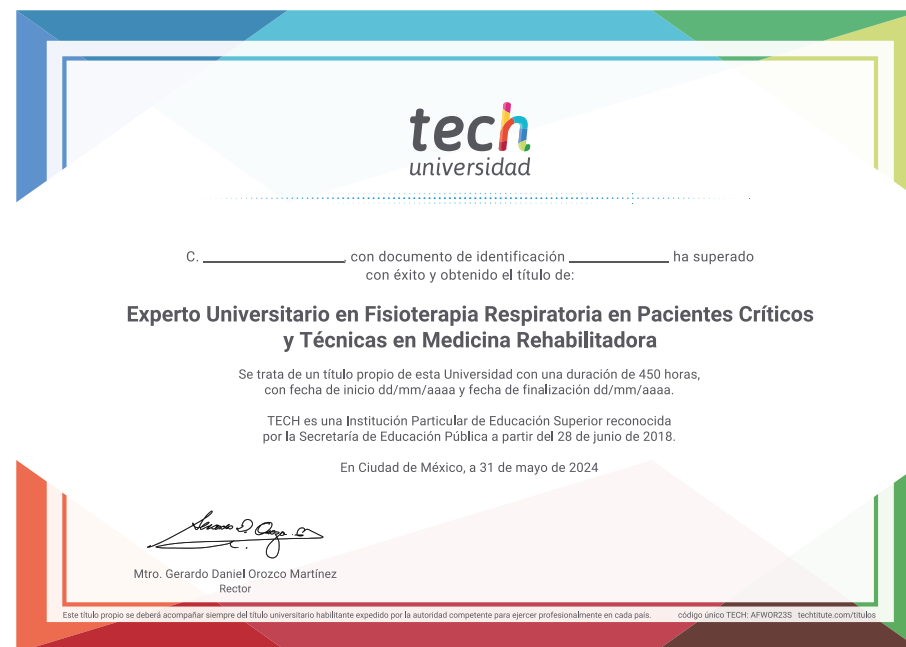 tech
universidad
C. ____________________, con documento de identificación ______________ ha superado
con éxito y obtenido el título de:
Experto Universitario en Fisioterapia Respiratoria en Pacientes Críticos
y Técnicas en Medicina Rehabilitadora
Se trata de un título propio de esta Universidad con una duración de 450 horas,
con fecha de inicio dd/mm/aaaa y fecha de finalización dd/mm/aaaa.
TECH es una Institución Particular de Educación Superior reconocida
por la Secretaría de Educación Pública a partir del 28 de junio de 2018.
En Ciudad de México, a 31 de mayo de 2024
Mtro. Gerardo Daniel Orozco Martínez
Rector
Este título propio se deberá acompañar siempre del título universitario habilitante expedido por la autoridad competente para ejercer profesionalmente en cada país. código único TECH: AFWOR23S techtitute.com/titulos